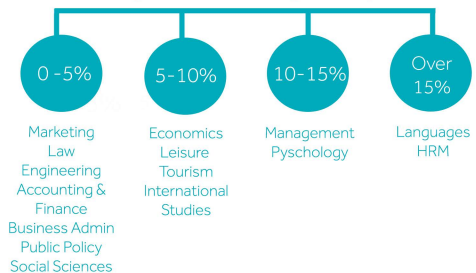 0 -5%
Marketing
Law
Engineering
Accounting &
Finance
Business Admin
Public Policy
Social Sciences
5-10%
Economics
Leisure
Tourism
International
Studies
10-15%
Management
Pyschology
Over
15%
Languages
HRM